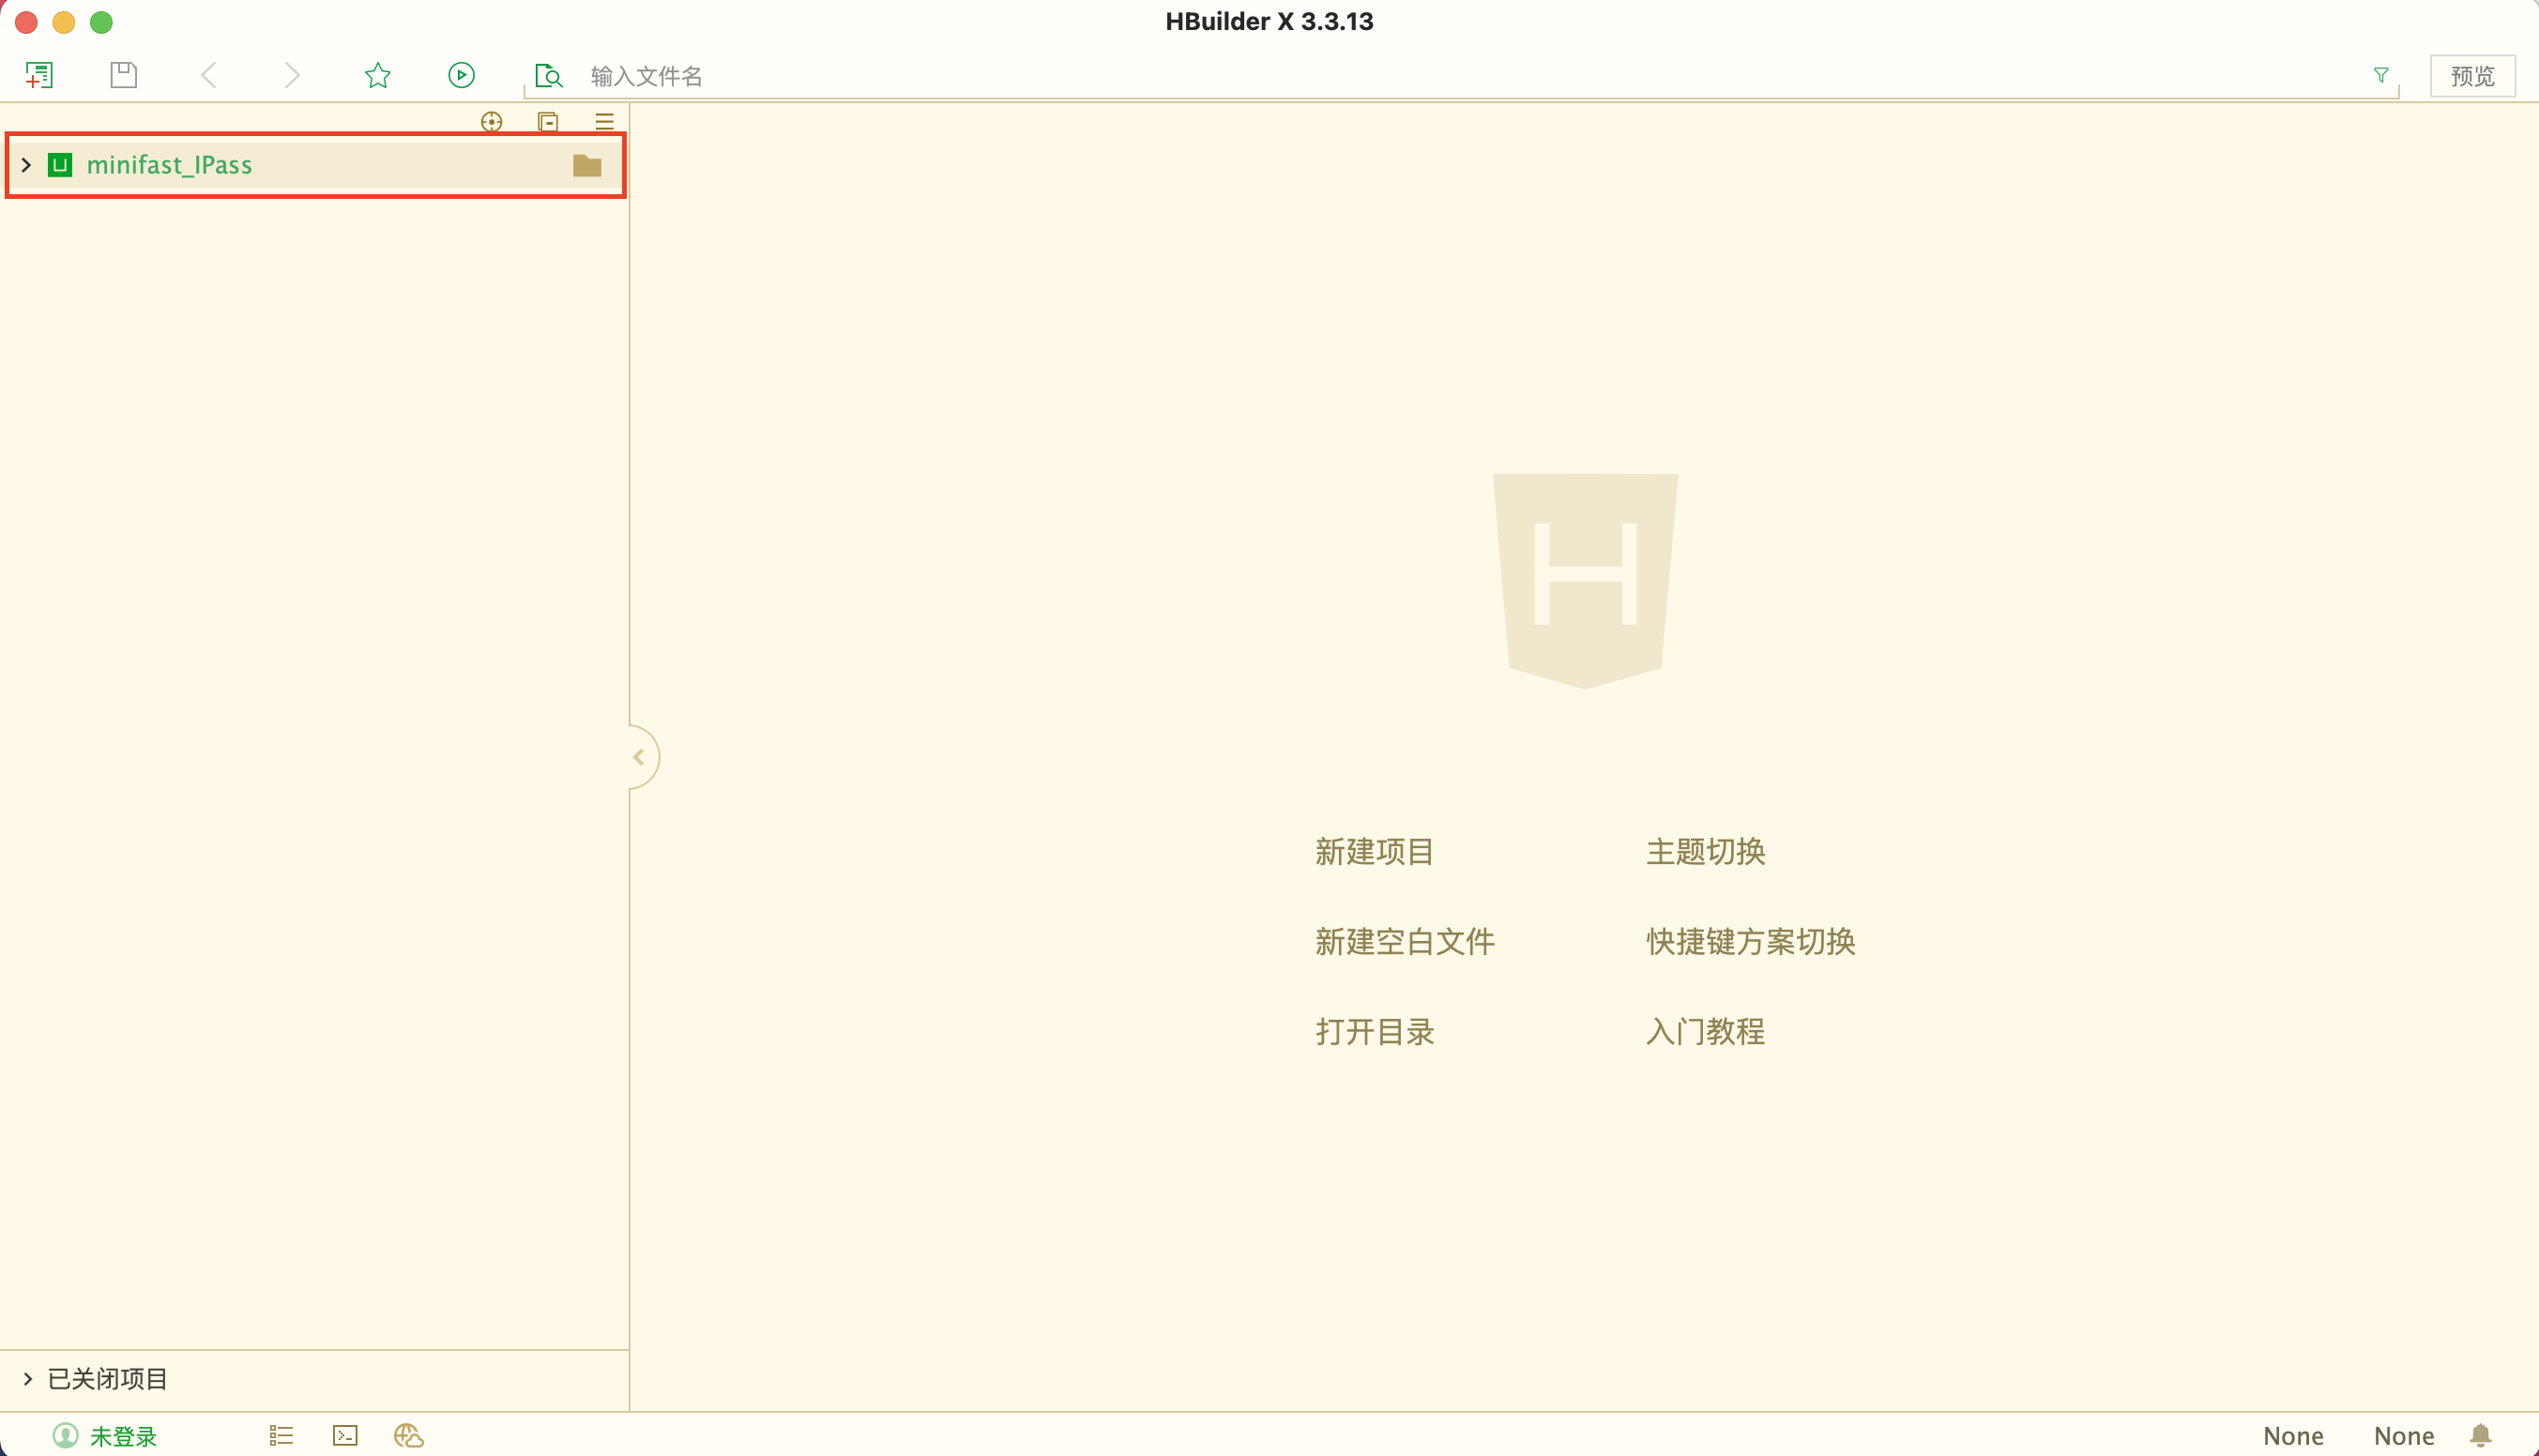 HBuilder X 3.3.13
输入文件名
预览
minifast_IPass
H
新建项目 主题切换
新建空白文件 快捷键方案切换
打开目录 入门教程
已关闭项目
未登录 None None